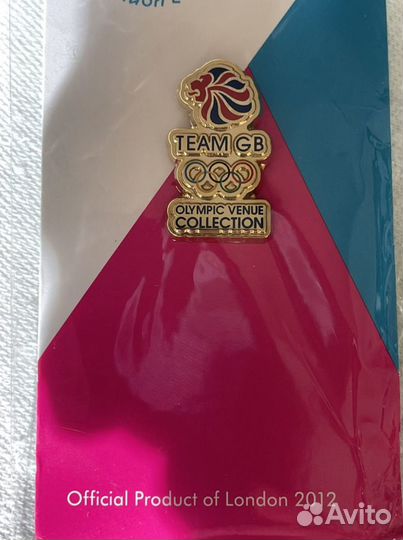 TEAM GB
OLYMPIC VENUE
COLLECTION
Official Product of London 2012
Avito